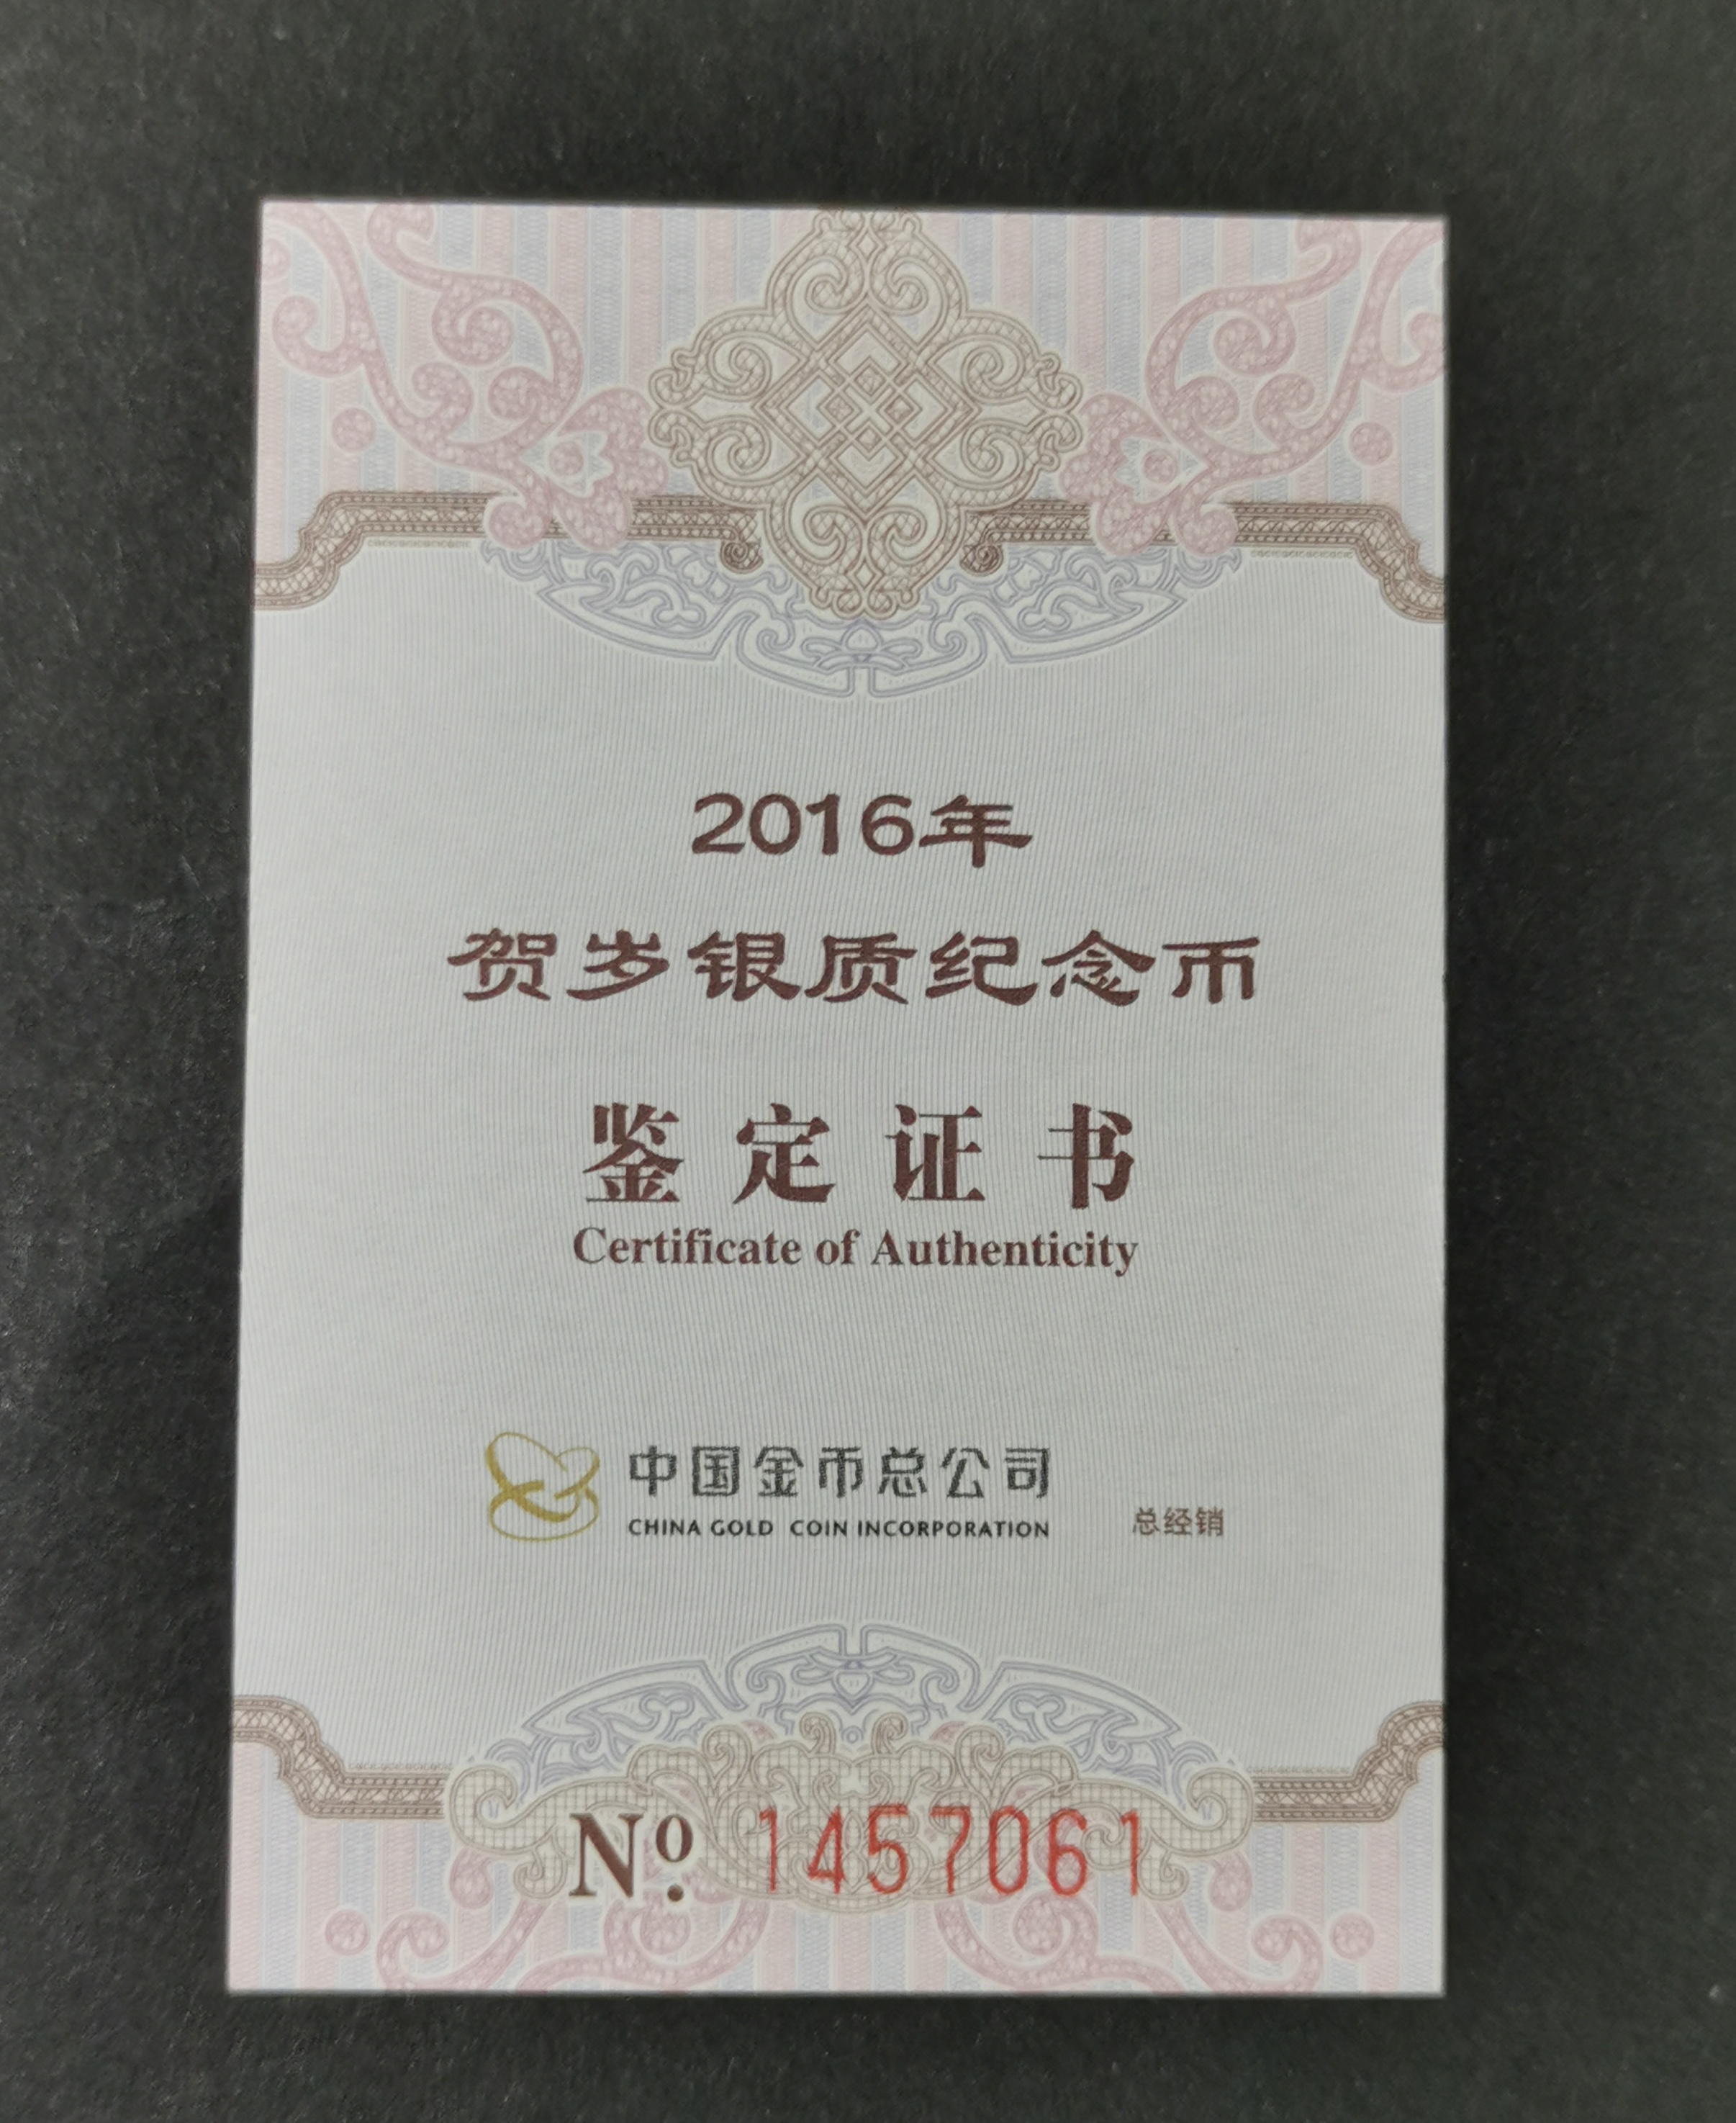 2016年
贺岁银质纪念币
鉴定证书
Certificate of Authenticity
中国金币总公司
CHINA GOLD COIN INCORPORATION
总经销
Nº 1457061